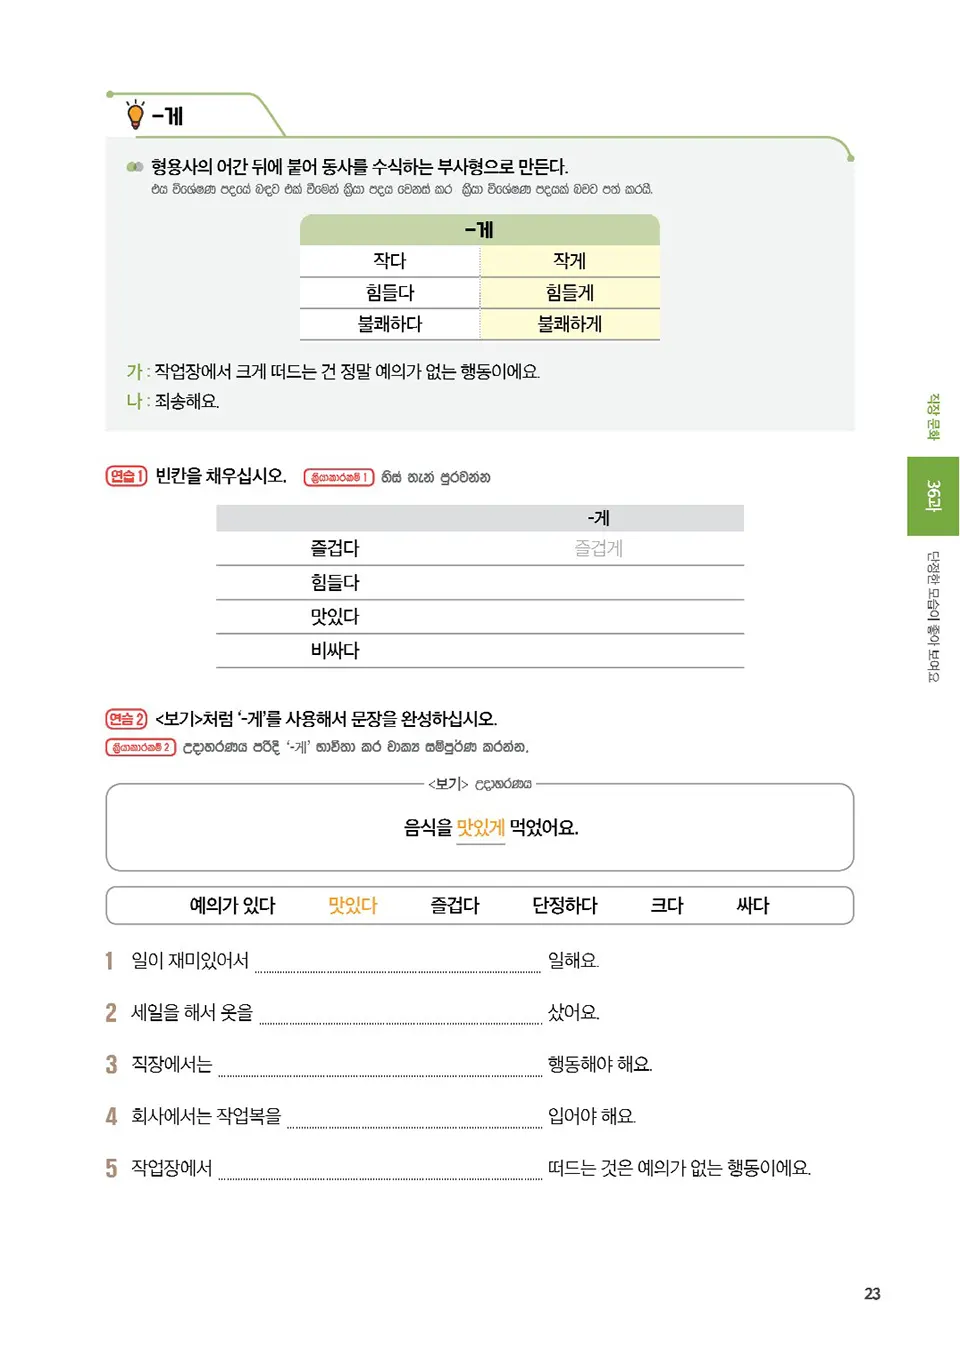 -게
형용사의 어간 뒤에 붙어 동사를 수식하는 부사형으로 만든다.
එය විශේෂණ පදයේ බඳට එක් වීමෙන් ක්‍රියා පදය වෙනස් කර ක්‍රියා විශේෂණ පදයක් බවට පත් කරයි.
-게
작다 작게
힘들다 힘들게
불쾌하다 불쾌하게
가 : 작업장에서 크게 떠드는 건 정말 예의가 없는 행동이에요.
나 : 죄송해요.
연습 1 빈칸을 채우십시오. ක්‍රියාකාරකම් 1 හිස් තැන් පුරවන්න
-게
즐겁다 즐겁게
힘들다
맛있다
비싸다
연습 2 <보기>처럼 '-게'를 사용해서 문장을 완성하십시오.
ක්‍රියාකාරකම් 2 උදාහරණය පරිදි '-게' භාවිතා කර වාක්‍ය සම්පුර්ණ කරන්න.
<보기> උදාහරණය
음식을 맛있게 먹었어요.
예의가 있다 맛있다 즐겁다 단정하다 크다 싸다
1 일이 재미있어서 일해요.
2 세일을 해서 옷을 샀어요.
3 직장에서는 행동해야 해요.
4 회사에서는 작업복을 입어야 해요.
5 작업장에서 떠드는 것은 예의가 없는 행동이에요.
직장 문화
36과
단정한 모습이 좋아 보여요
23